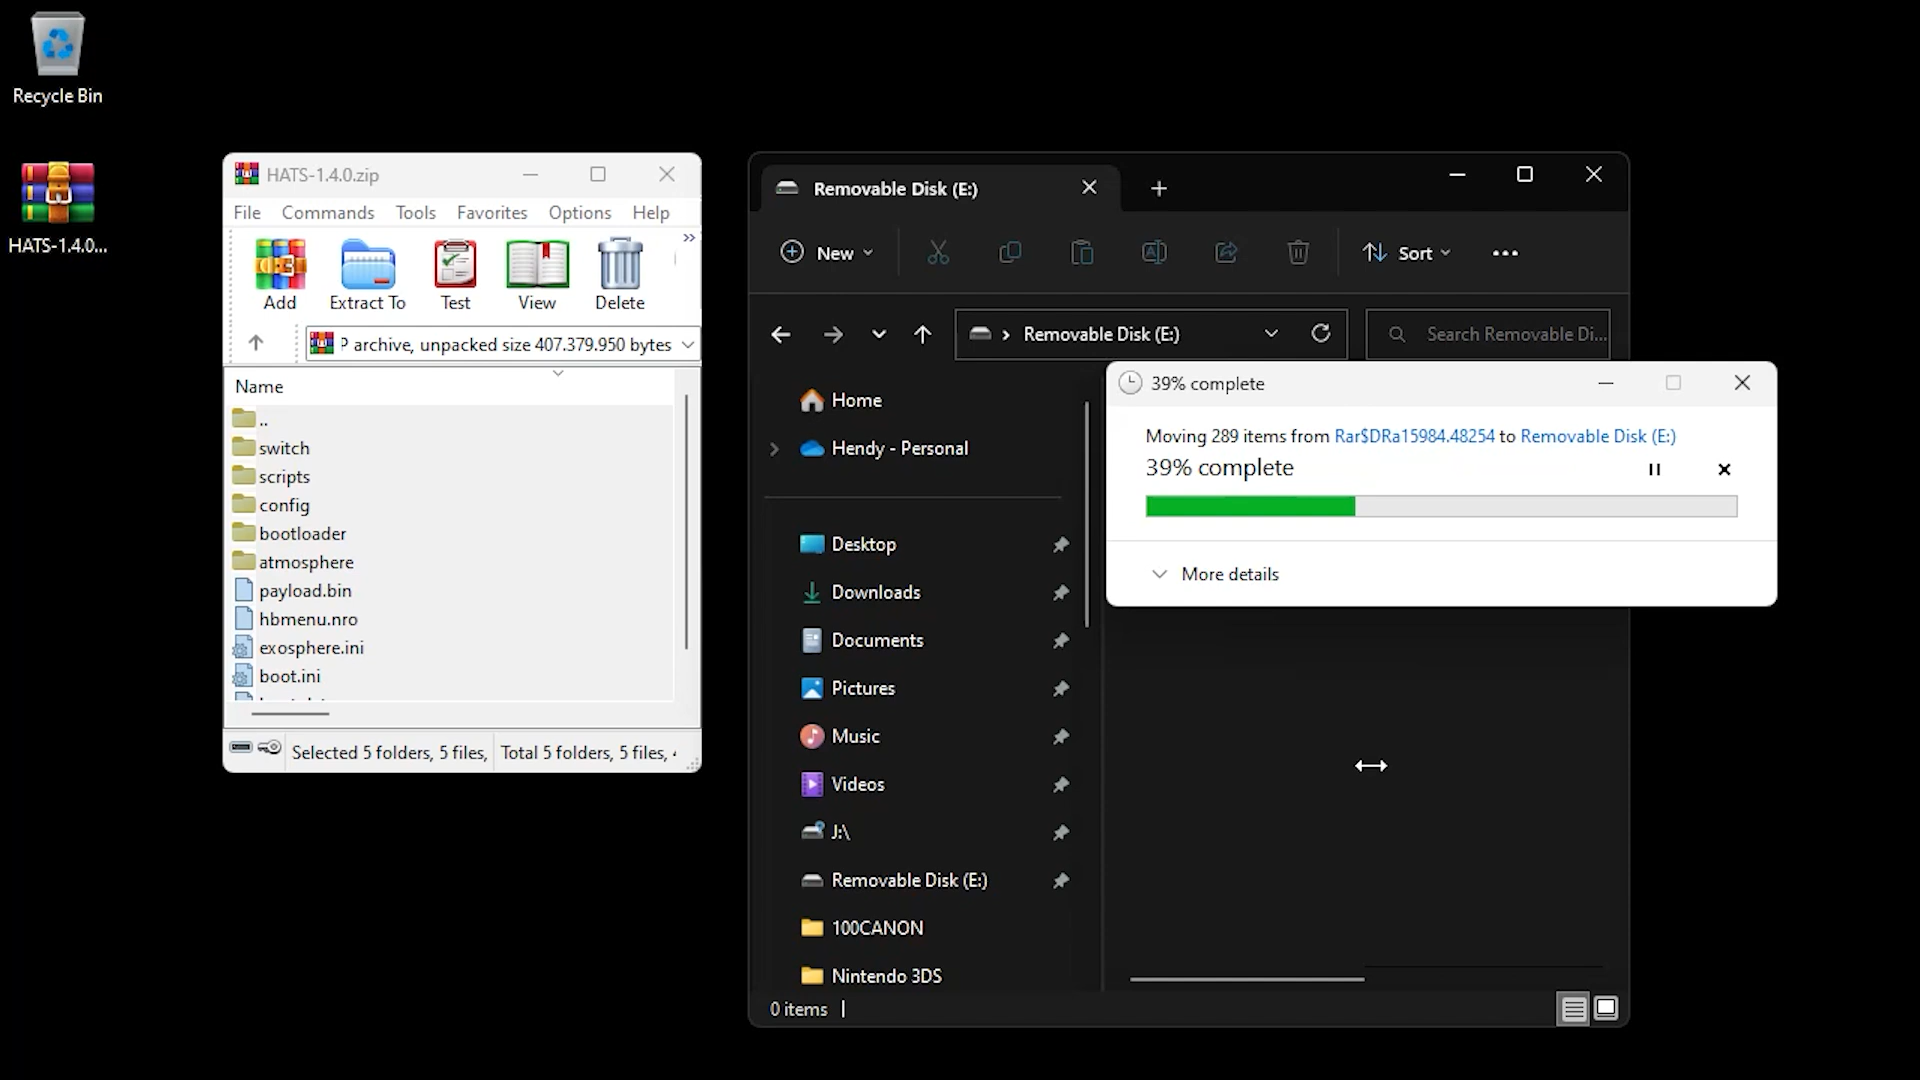 Recycle Bin
HATS-1.4.0...
HATS-1.4.0.zip
File Commands Tools Favorites Options Help
Add Extract To Test View Delete
P archive, unpacked size 407.379.950 bytes
Name
..
switch
scripts
config
bootloader
atmosphere
payload.bin
hbmenu.nro
exosphere.ini
boot.ini
Selected 5 folders, 5 files, Total 5 folders, 5 files,
Removable Disk (E:)
New Sort
Removable Disk (E:) Search Removable Di...
Home
Hendy - Personal
Desktop
Downloads
Documents
Pictures
Music
Videos
J:\
Removable Disk (E:)
100CANON
Nintendo 3DS
0 items
39% complete
Moving 289 items from Rar$DRa15984.48254 to Removable Disk (E:)
39% complete
More details